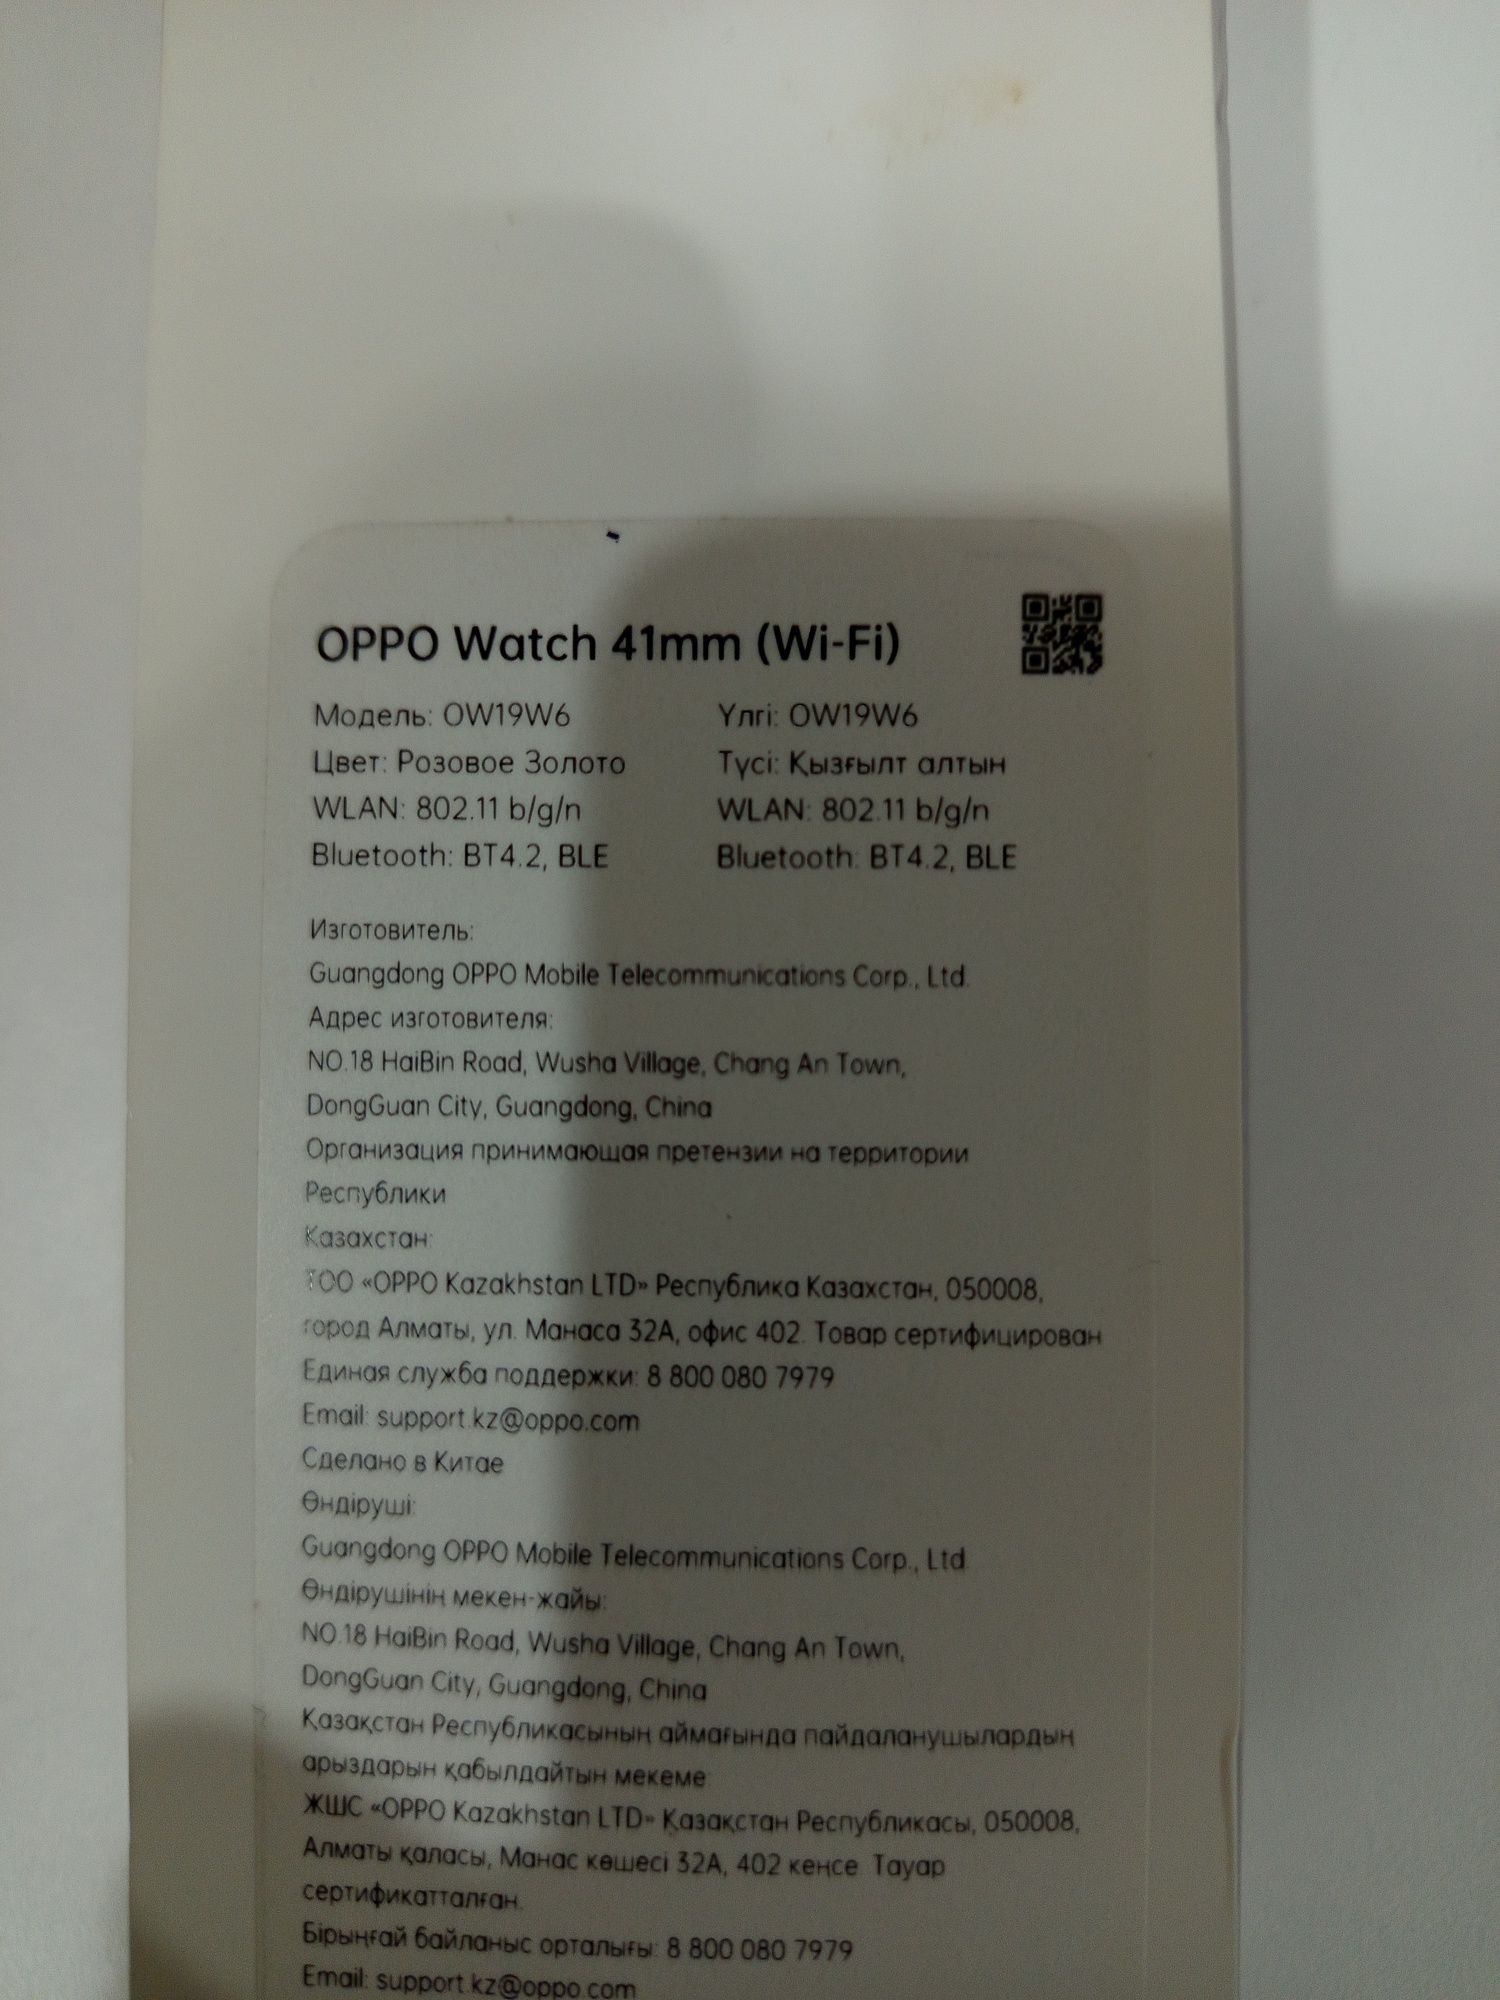 OPPO Watch 41mm (Wi-Fi)
Модель: OW19W6
Цвет: Розовое Золото
WLAN: 802.11 b/g/n
Bluetooth: BT4.2, BLE
Үлгі: OW19W6
Түсі: Қызғылт алтын
WLAN: 802.11 b/g/n
Bluetooth: BT4.2, BLE
Изготовитель:
Guangdong OPPO Mobile Telecommunications Corp., Ltd.
Адрес изготовителя:
NO.18 HaiBin Road, Wusha Village, Chang An Town,
DongGuan City, Guangdong, China
Организация принимающая претензии на территории
Республики
Казахстан:
ТОО «OPPO Kazakhstan LTD» Республика Казахстан, 050008,
город Алматы, ул. Манаса 32А, офис 402. Товар сертифицирован
Единая служба поддержки: 8 800 080 7979
Email: support.kz@oppo.com
Сделано в Китае
Өндіруші:
Guangdong OPPO Mobile Telecommunications Corp., Ltd.
Өндірушінің мекен-жайы:
NO.18 HaiBin Road, Wusha Village, Chang An Town,
DongGuan City, Guangdong, China
Қазақстан Республикасының аймағында пайдаланушылардың
арыздарын қабылдайтын мекеме
ЖШС «OPPO Kazakhstan LTD» Қазақстан Республикасы, 050008,
Алматы қаласы, Манас көшесі 32А, 402 кеңсе. Тауар
сертификатталған.
Бірыңғай байланыс орталығы: 8 800 080 7979
Email: support.kz@oppo.com